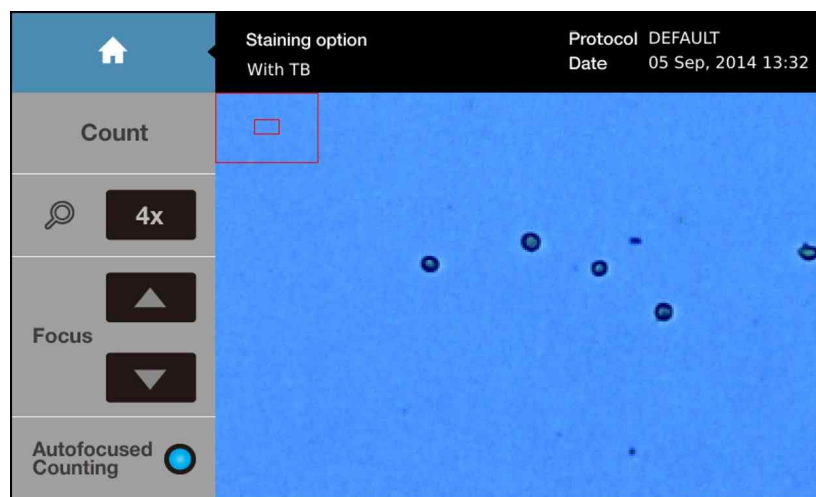 Staining option
With TB
Protocol DEFAULT
Date 05 Sep, 2014 13:32
Count
4x
Focus
Autofocused
Counting